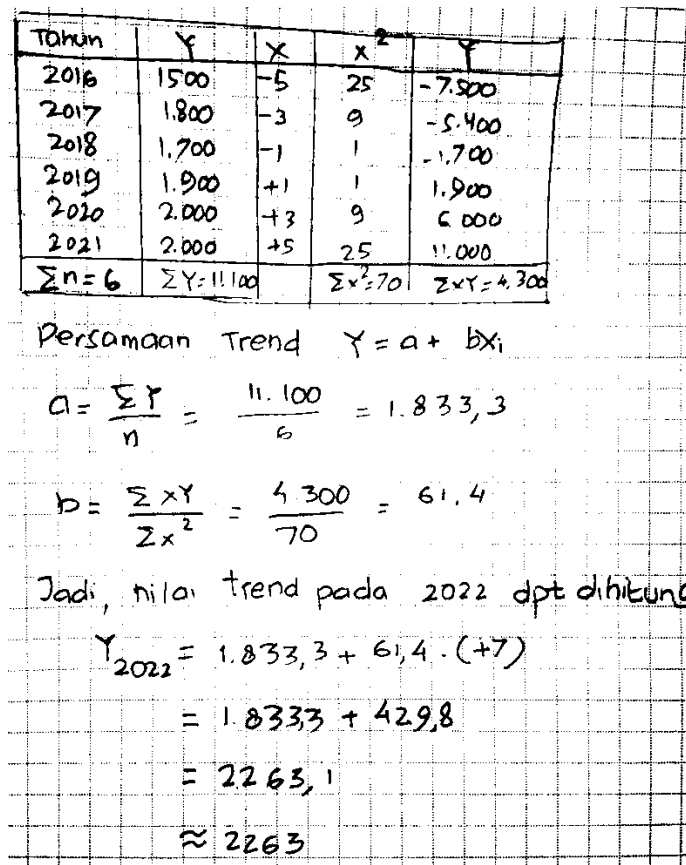 Tahun Y X x² Y
2016 1500 -5 25 -7.500
2017 1.800 -3 9 -5.400
2018 1.700 -1 1 -1.700
2019 1.900 +1 1 1.900
2020 2.000 +3 9 6 000
2021 2.000 +5 25 11.000
Σn = 6 ΣY = 11.100 Σx² = 70 ΣxY = 4.300
Persamaan Trend Y = a + bXi
a = ΣY / n = 11.100 / 6 = 1.833,3
b = ΣxY / Σx² = 4.300 / 70 = 61,4
Jadi, nilai trend pada 2022 dpt dihitung
Y2022 = 1.833,3 + 61,4 . (+7)
= 1.8333 + 429,8
= 2263,1
≈ 2263